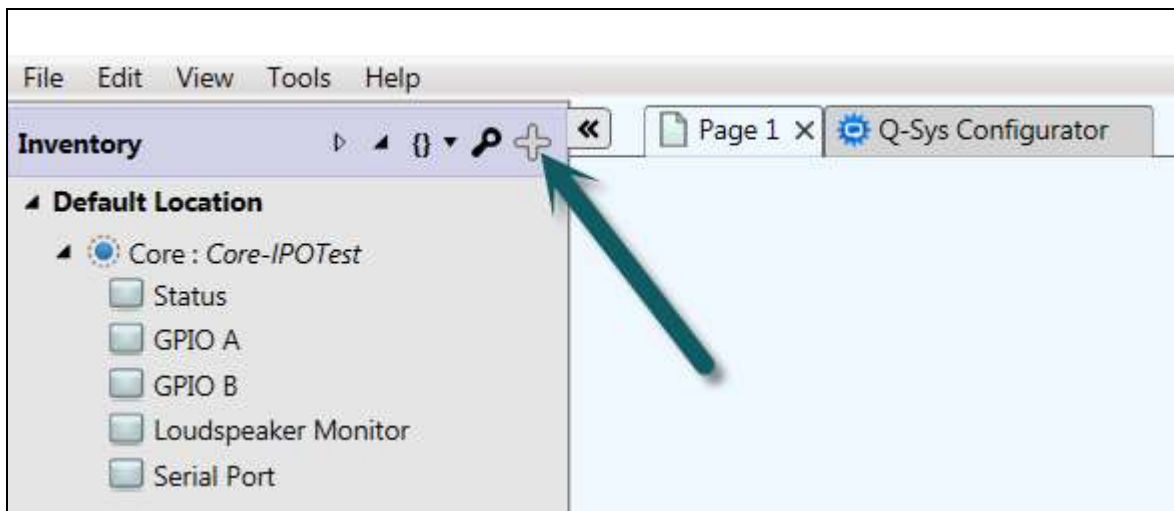 File Edit View Tools Help
Inventory {}
Page 1 Q-Sys Configurator
Default Location
Core : Core-IPOTest
Status
GPIO A
GPIO B
Loudspeaker Monitor
Serial Port